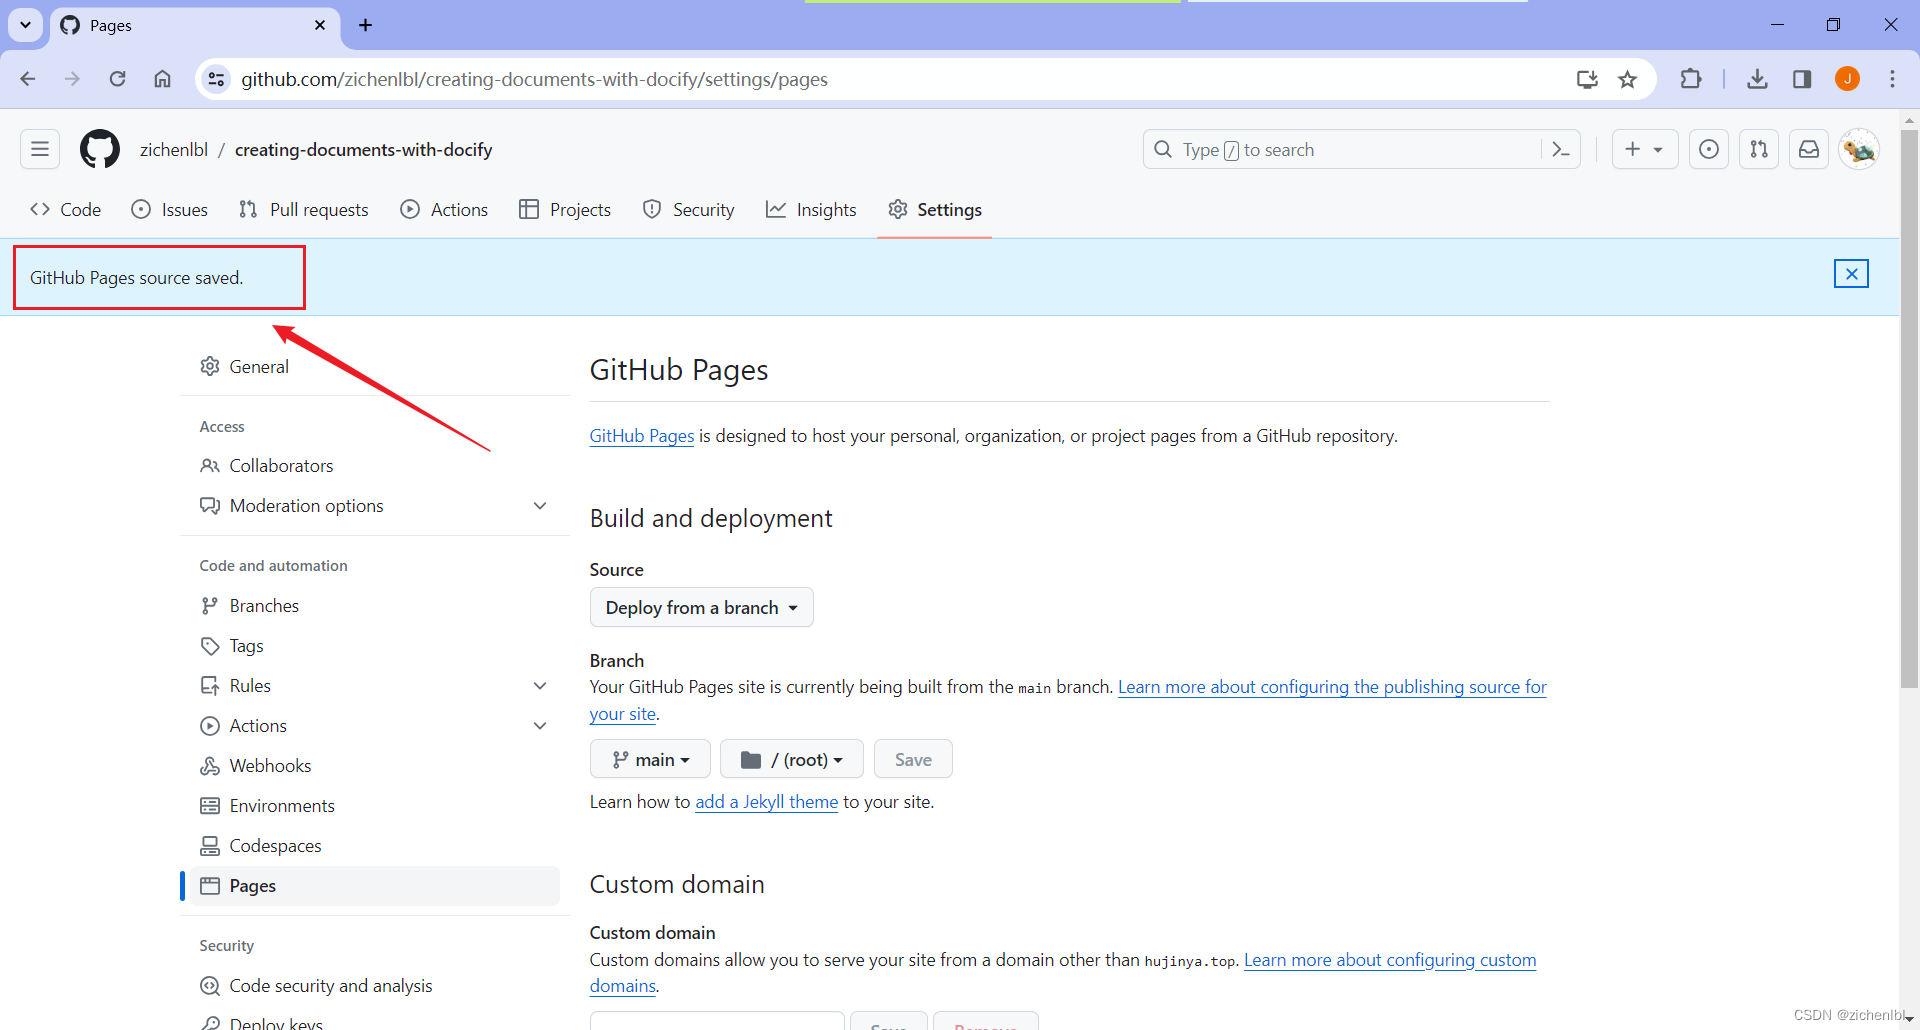 Pages
github.com/zichenlbl/creating-documents-with-docify/settings/pages
J
zichenlbl / creating-documents-with-docify
Type / to search
Code
Issues
Pull requests
Actions
Projects
Security
Insights
Settings
GitHub Pages source saved.
General
Access
Collaborators
Moderation options
Code and automation
Branches
Tags
Rules
Actions
Webhooks
Environments
Codespaces
Pages
Security
Code security and analysis
Deploy keys
GitHub Pages
GitHub Pages is designed to host your personal, organization, or project pages from a GitHub repository.
Build and deployment
Source
Deploy from a branch
Branch
Your GitHub Pages site is currently being built from the main branch. Learn more about configuring the publishing source for
your site.
main
/ (root)
Save
Learn how to add a Jekyll theme to your site.
Custom domain
Custom domain
Custom domains allow you to serve your site from a domain other than hujinya.top. Learn more about configuring custom
domains.
Save
Remove
CSDN @zichenlbl